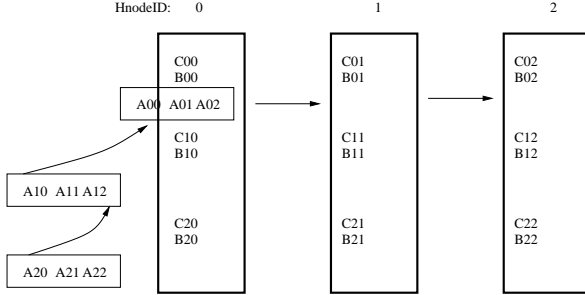 HnodeID: 0 1 2
C00 C01 C02
B00 B01 B02
A00 A01 A02
C10 C11 C12
B10 B11 B12
A10 A11 A12
C20 C21 C22
B20 B21 B22
A20 A21 A22